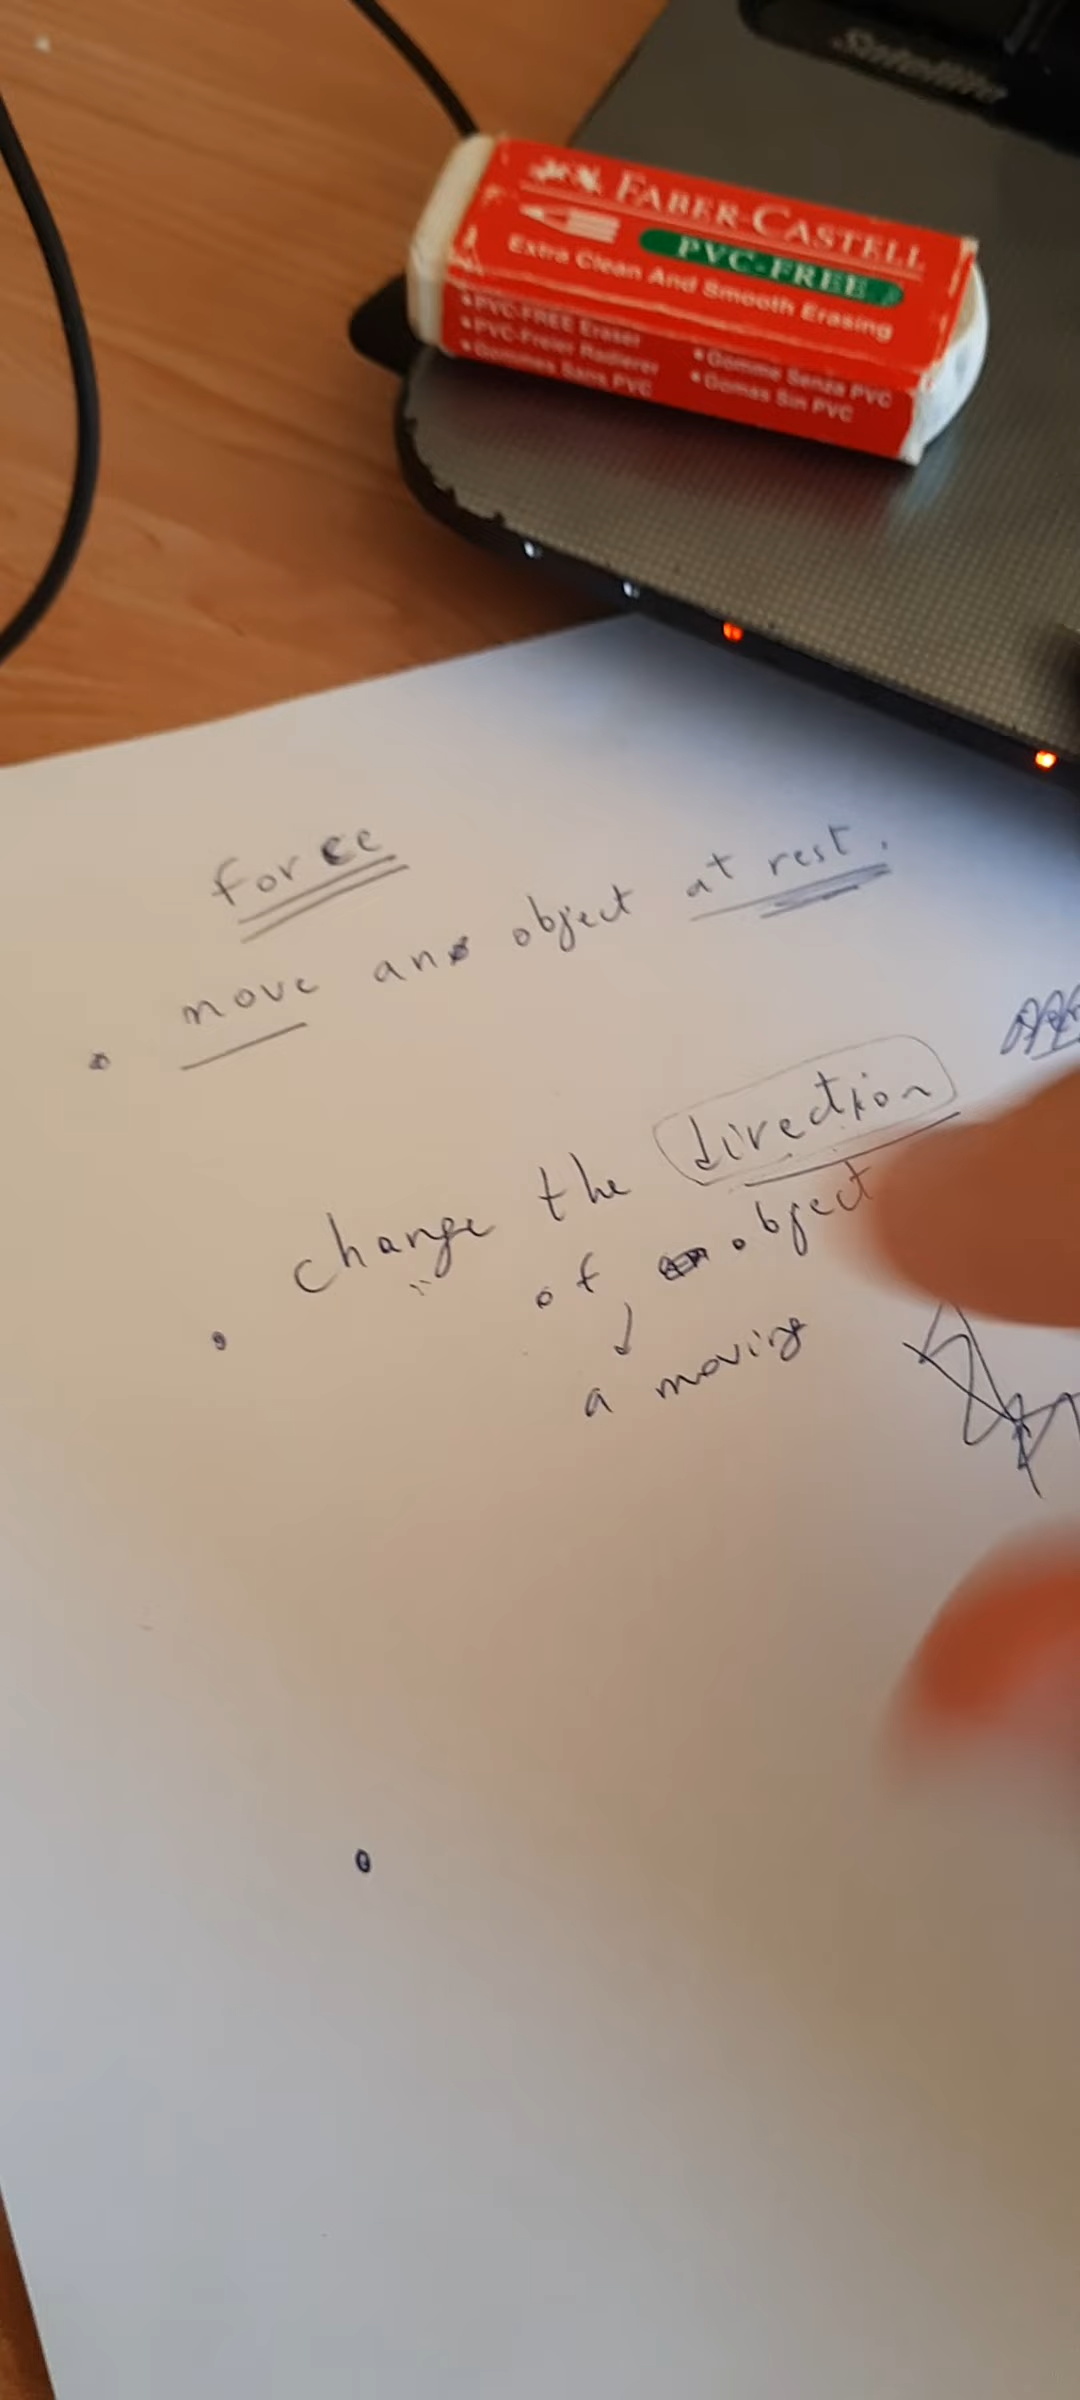 Satellite
FABER-CASTELL
PVC-FREE
Extra Clean And Smooth Erasing
• PVC-FREE Eraser
• PVC-Freier Radierer
• Gommes Sans PVC
• Gomme Senza PVC
• Gomas Sin PVC
force
• move an object at rest.
• change the direction
of object
a moving